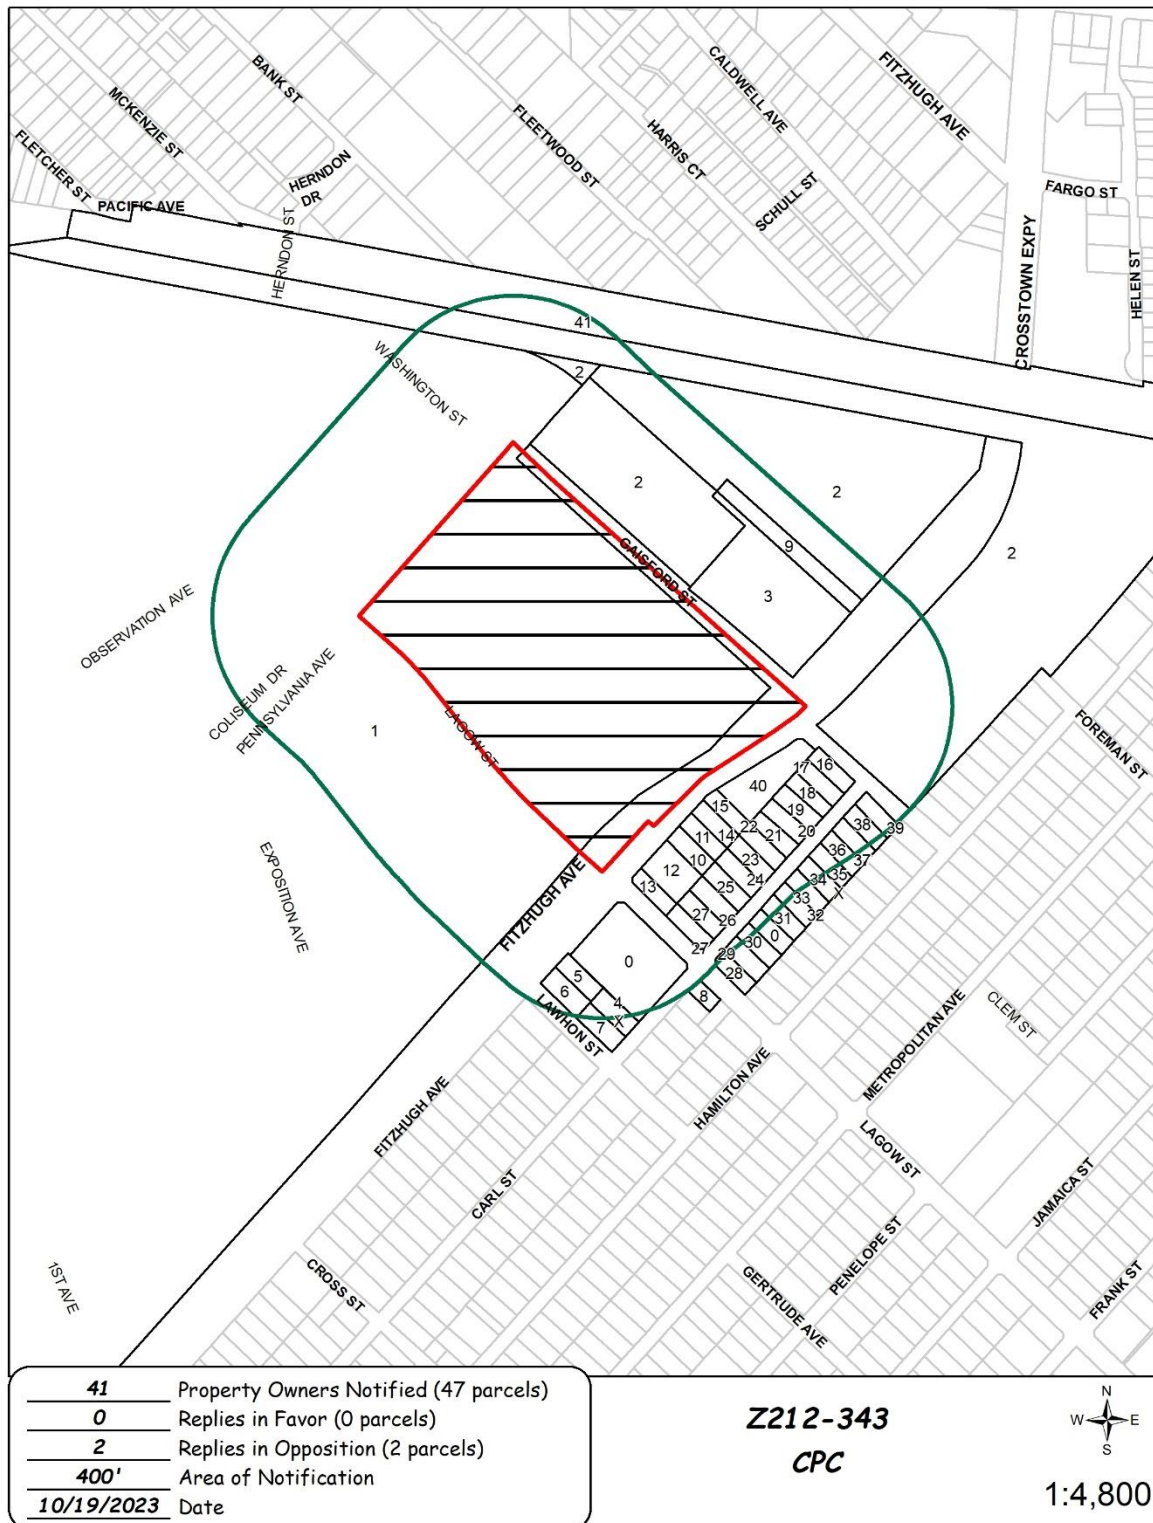 BANK ST
CALDWELL AVE
FITZHUGH AVE
MCKENZIE ST
FLEETWOOD ST
HARRIS CT
FLETCHER ST
HERNDON
DR
SCHULL ST
FARGO ST
PACIFIC AVE
HERNDON ST
CROSSTOWN EXPY
HELEN ST
41
WASHINGTON ST
2
2
2
9
GAISFORD ST
2
3
OBSERVATION AVE
COLISEUM DR
PENNSYLVANIA AVE
1
LAGOW ST
FOREMAN ST
17
16
40
18
15
19
22
20
38
39
11
14
X
21
36
37
10
23
12
24
34
35
X
13
25
33
32
27
26
31
30
0
27
29
28
EXPOSITION AVE
FITZHUGH AVE
0
5
6
4
8
7
X
LAWHON ST
METROPOLITAN AVE
CLEM ST
FITZHUGH AVE
HAMILTON AVE
LAGOW ST
CARL ST
JAMAICA ST
PENELOPE ST
CROSS ST
1ST AVE
GERTRUDE AVE
FRANK ST
41 Property Owners Notified (47 parcels)
0 Replies in Favor (0 parcels)
2 Replies in Opposition (2 parcels)
400' Area of Notification
10/19/2023 Date
Z212-343
CPC
N
W E
S
1:4,800